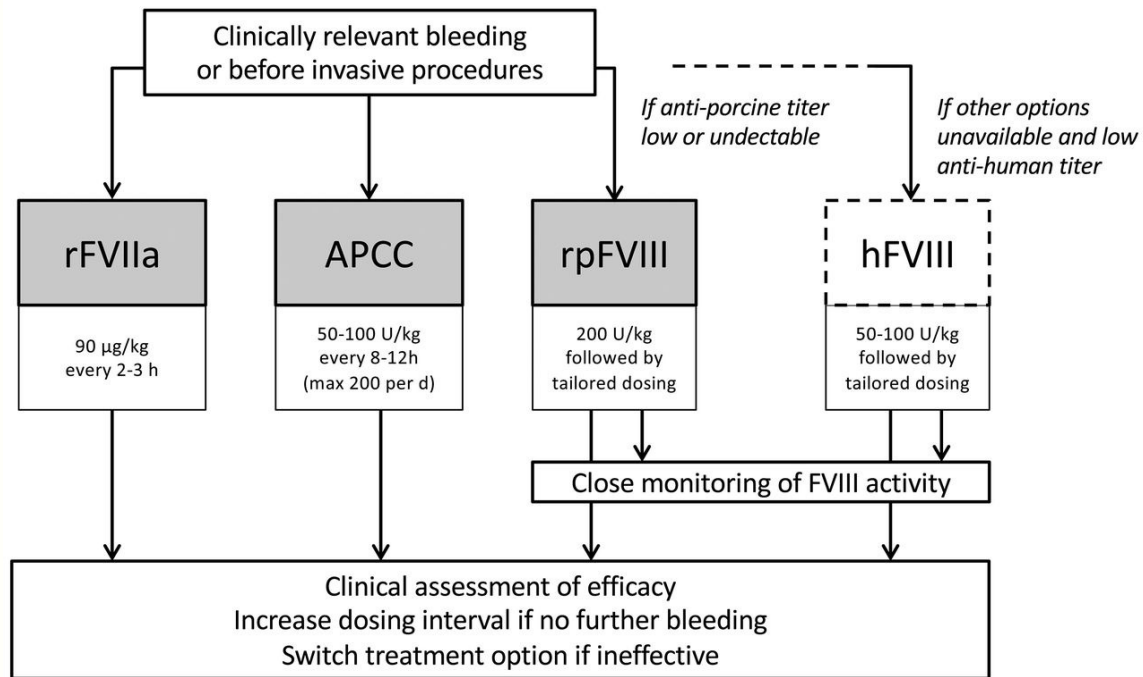 Clinically relevant bleeding
or before invasive procedures
If anti-porcine titer
low or undectable
If other options
unavailable and low
anti-human titer
rFVIIa
APCC
rpFVIII
hFVIII
90 µg/kg
every 2-3 h
50-100 U/kg
every 8-12h
(max 200 per d)
200 U/kg
followed by
tailored dosing
50-100 U/kg
followed by
tailored dosing
Close monitoring of FVIII activity
Clinical assessment of efficacy
Increase dosing interval if no further bleeding
Switch treatment option if ineffective